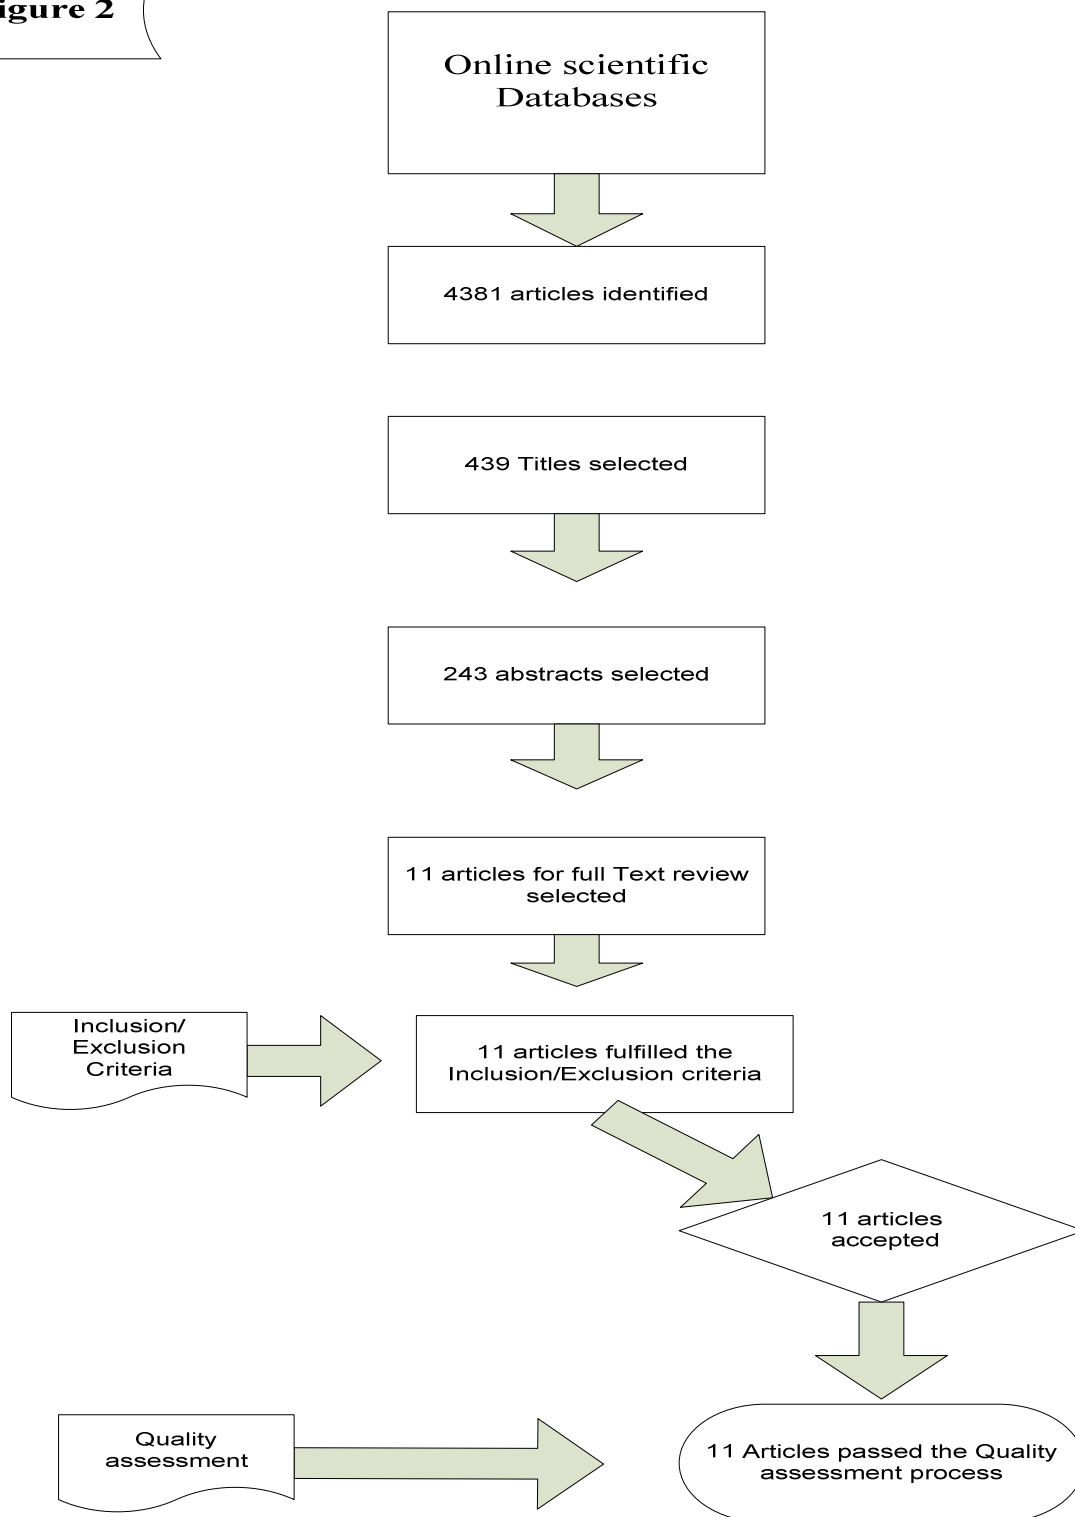 igure 2
Online scientific
Databases
4381 articles identified
439 Titles selected
243 abstracts selected
11 articles for full Text review
selected
Inclusion/
Exclusion
Criteria
11 articles fulfilled the
Inclusion/Exclusion criteria
11 articles
accepted
Quality
assessment
11 Articles passed the Quality
assessment process